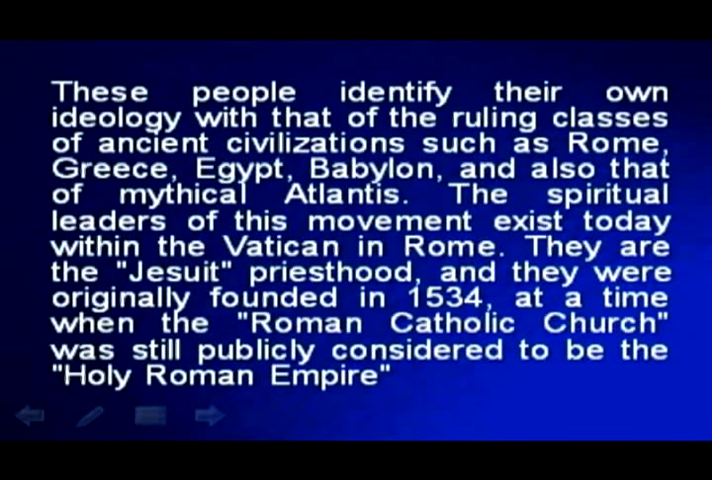 These people identify their own
ideology with that of the ruling classes
of ancient civilizations such as Rome,
Greece, Egypt, Babylon, and also that
of mythical Atlantis. The spiritual
leaders of this movement exist today
within the Vatican in Rome. They are
the "Jesuit" priesthood, and they were
originally founded in 1534, at a time
when the "Roman Catholic Church"
was still publicly considered to be the
"Holy Roman Empire"